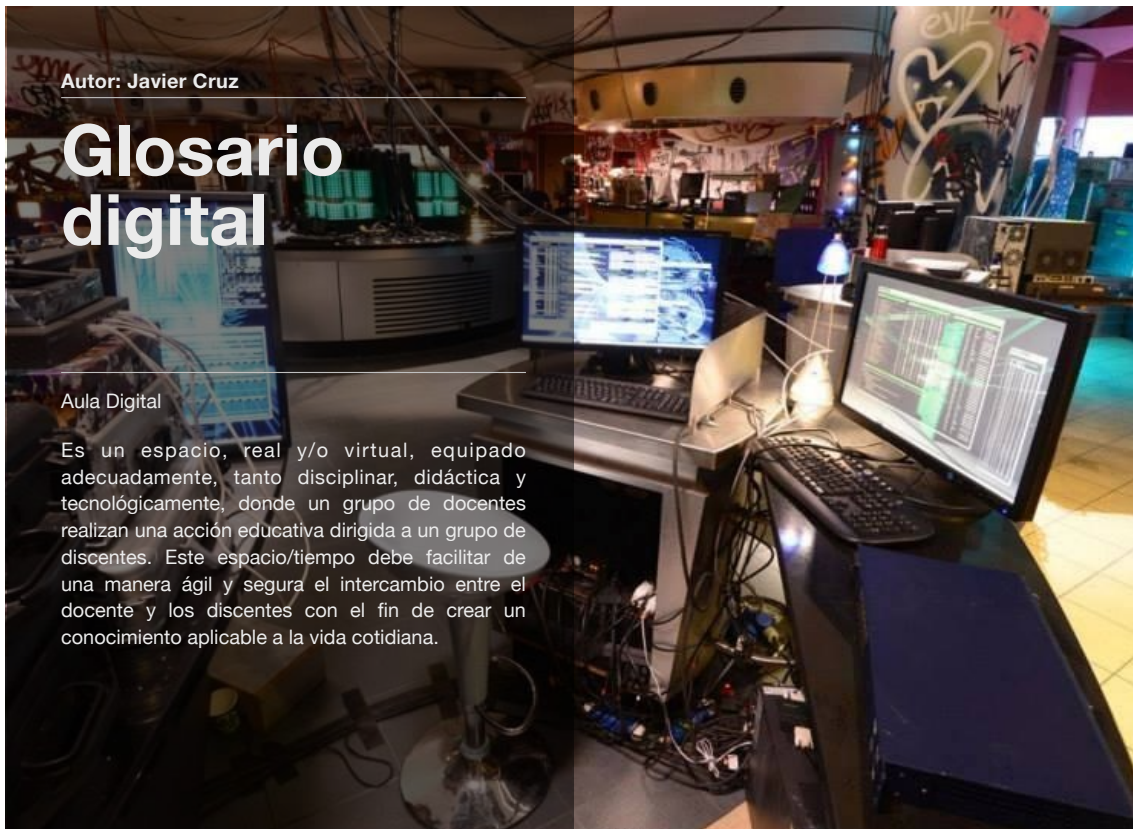 Autor: Javier Cruz
Glosario
digital
Aula Digital
Es un espacio, real y/o virtual, equipado
adecuadamente, tanto disciplinar, didáctica y
tecnológicamente, donde un grupo de docentes
realizan una acción educativa dirigida a un grupo de
discentes. Este espacio/tiempo debe facilitar de
una manera ágil y segura el intercambio entre el
docente y los discentes con el fin de crear un
conocimiento aplicable a la vida cotidiana.
EVIL